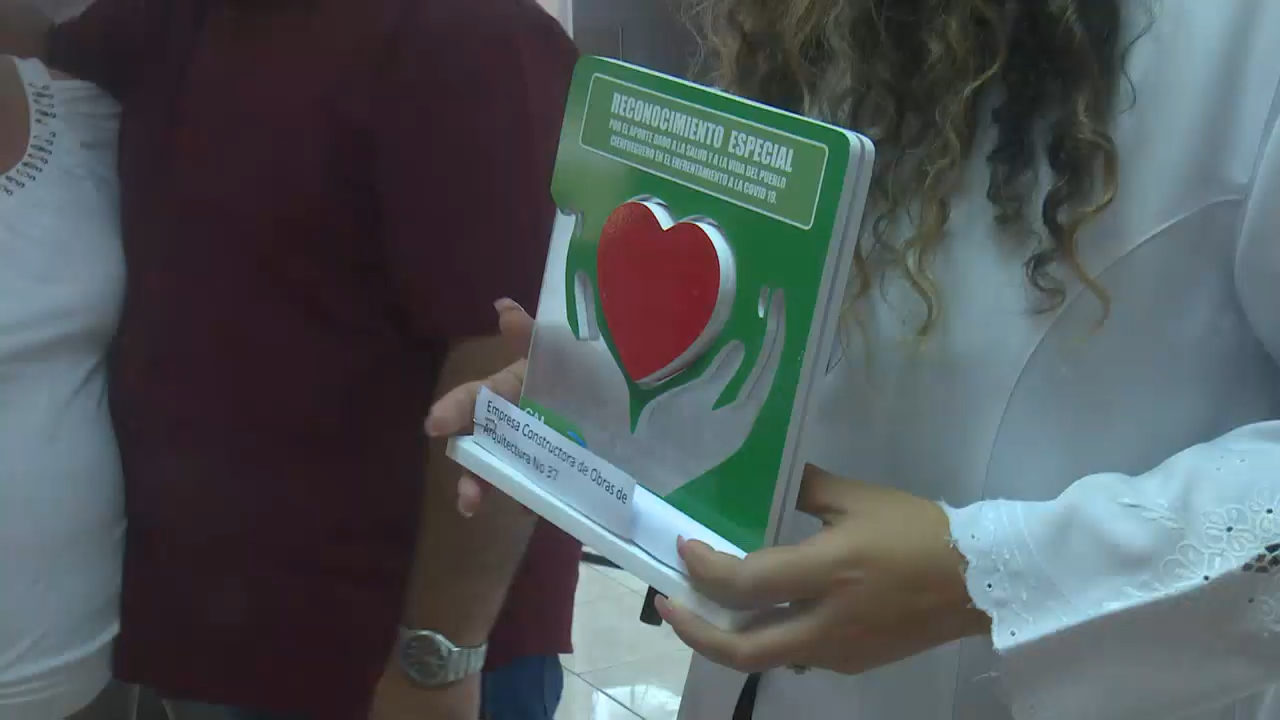 RECONOCIMIENTO ESPECIAL
POR EL APORTE DADO A LA SALUD Y A LA VIDA DEL PUEBLO
CIENFUEGUERO EN EL ENFRENTAMIENTO A LA COVID 19.
Empresa Constructora de Obras de
Arquitectura No 37